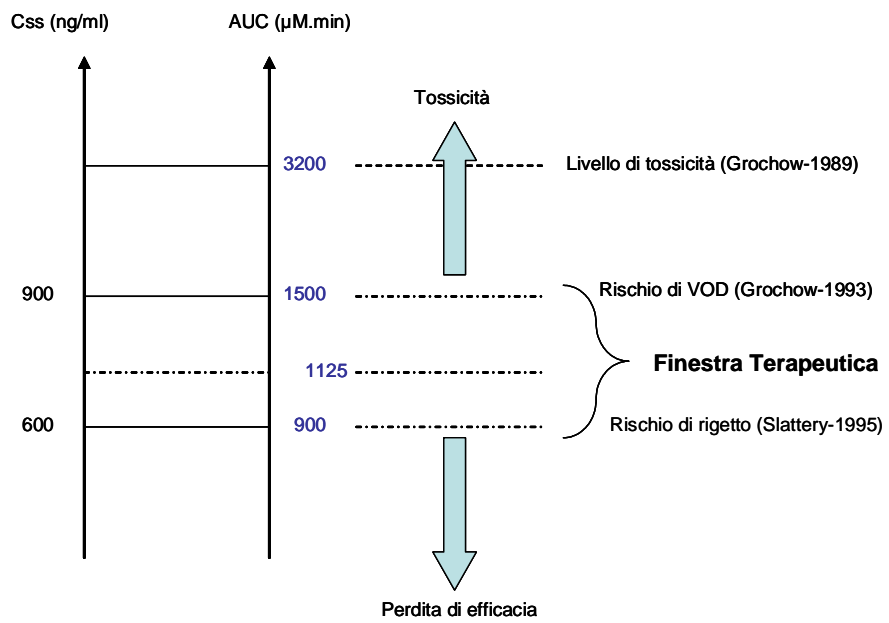 Css (ng/ml)
AUC (µM.min)
Tossicità
3200
Livello di tossicità (Grochow-1989)
900
1500
Rischio di VOD (Grochow-1993)
1125
Finestra Terapeutica
600
900
Rischio di rigetto (Slattery-1995)
Perdita di efficacia